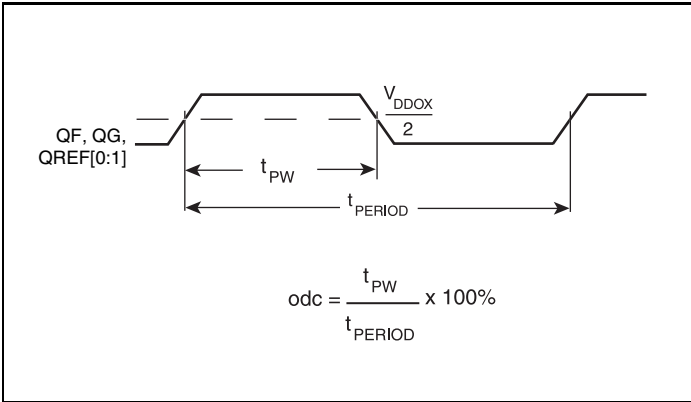 V_DDOX
2
QF, QG,
QREF[0:1]
t_PW
t_PERIOD
odc = t_PW / t_PERIOD x 100%